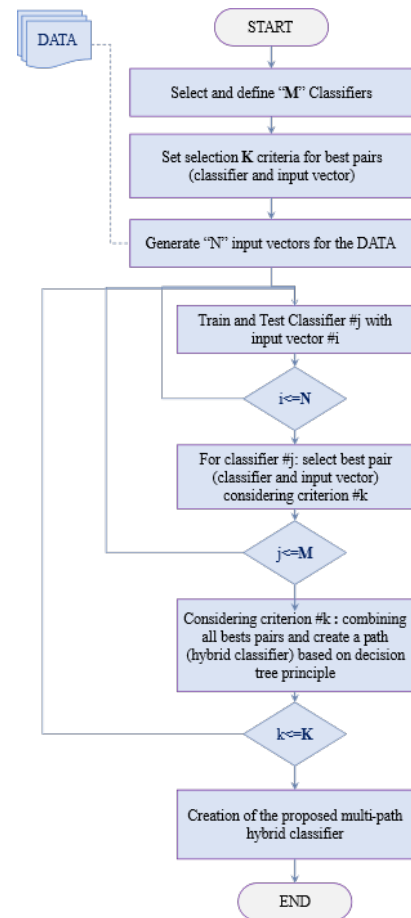 START
DATA
Select and define “M” Classifiers
Set selection K criteria for best pairs
(classifier and input vector)
Generate “N” input vectors for the DATA
Train and Test Classifier #j with
input vector #i
i<=N
For classifier #j: select best pair
(classifier and input vector)
considering criterion #k
j<=M
Considering criterion #k : combining
all bests pairs and create a path
(hybrid classifier) based on decision
tree principle
k<=K
Creation of the proposed multi-path
hybrid classifier
END